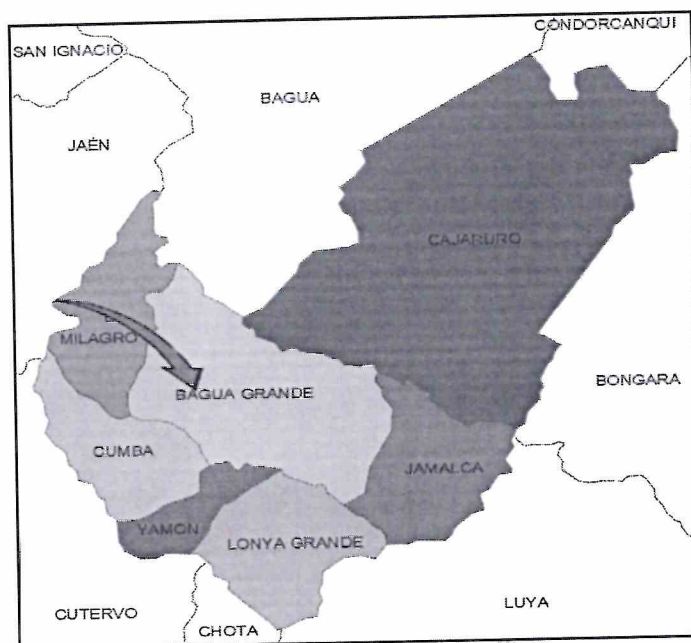 CONDORCANQUI
SAN IGNACIO
BAGUA
JAÉN
CAJARURO
MILAGRO
BONGARA
BAGUA GRANDE
CUMBA
JAMALCA
YAMON
LONYA GRANDE
LUYA
CUTERVO
CHOTA